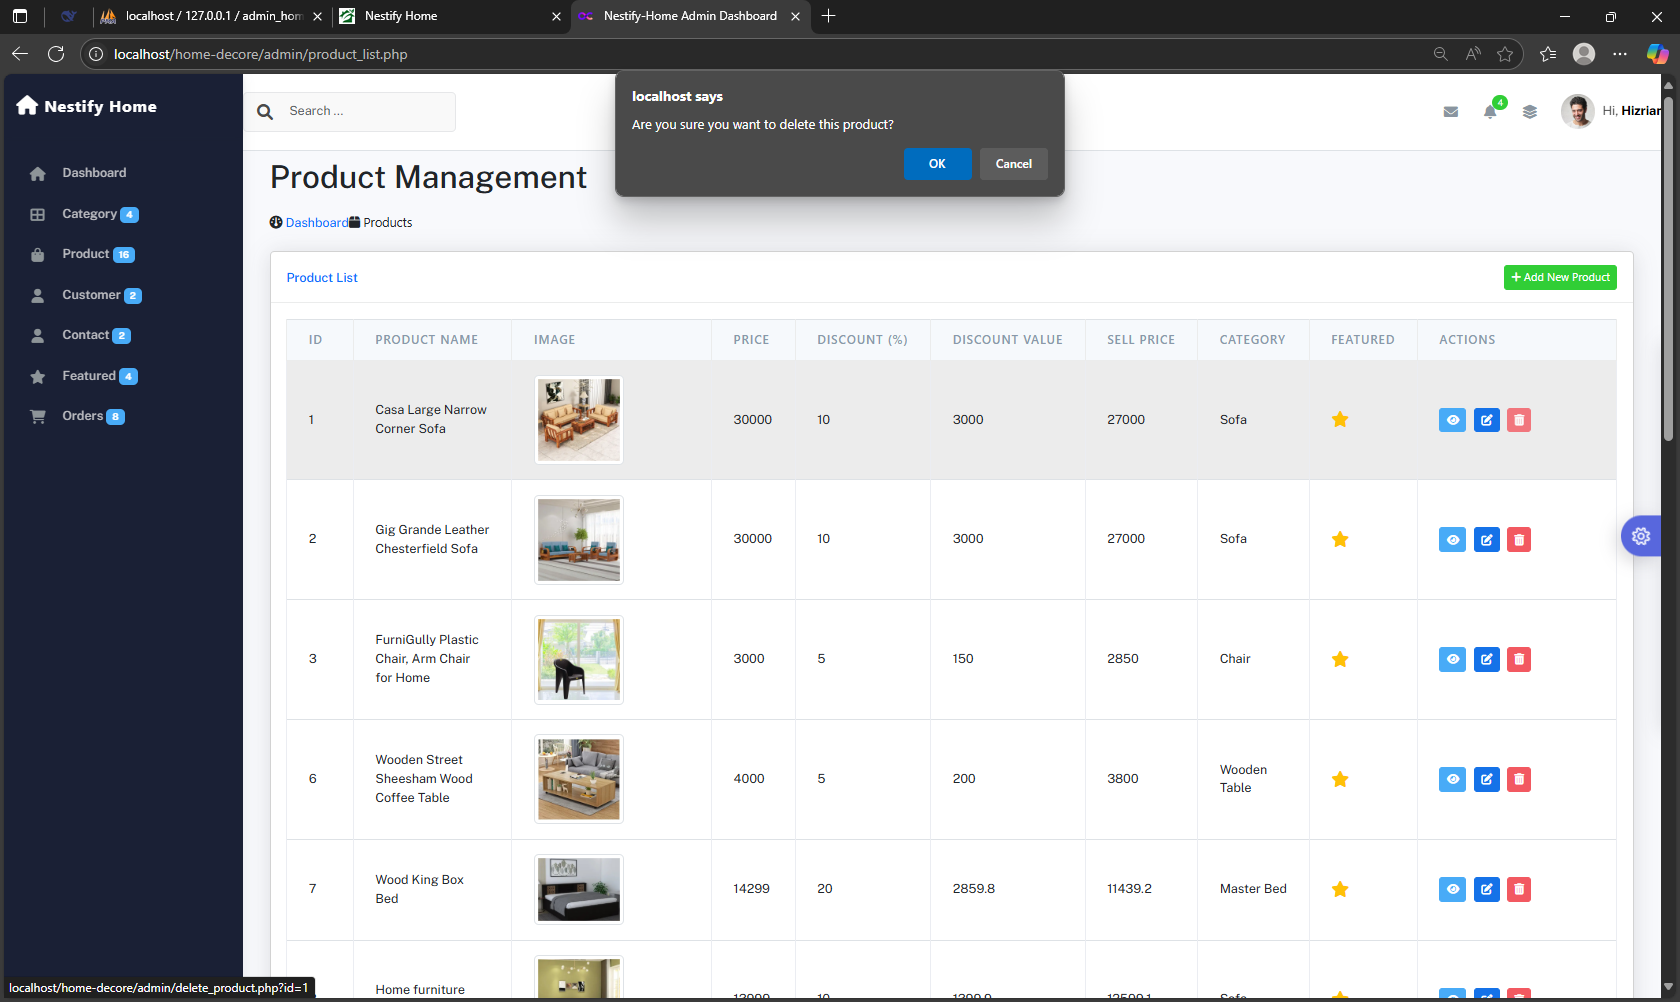 localhost / 127.0.0.1 / admin_hom
Nestify Home
Nestify-Home Admin Dashboard
localhost/home-decore/admin/product_list.php
localhost says
Are you sure you want to delete this product?
OK
Cancel
Nestify Home
Search ...
4
Hi, Hizrian
Dashboard
Category 4
Product 16
Customer 2
Contact 2
Featured 4
Orders 8
Product Management
Dashboard Products
Product List
+ Add New Product
ID PRODUCT NAME IMAGE PRICE DISCOUNT (%) DISCOUNT VALUE SELL PRICE CATEGORY FEATURED ACTIONS
1 Casa Large Narrow 30000 10 3000 27000 Sofa
Corner Sofa
2 Gig Grande Leather 30000 10 3000 27000 Sofa
Chesterfield Sofa
3 FurniGully Plastic 3000 5 150 2850 Chair
Chair, Arm Chair
for Home
6 Wooden Street 4000 5 200 3800 Wooden
Sheesham Wood Table
Coffee Table
7 Wood King Box 14299 20 2859.8 11439.2 Master Bed
Bed
Home furniture
localhost/home-decore/admin/delete_product.php?id=1